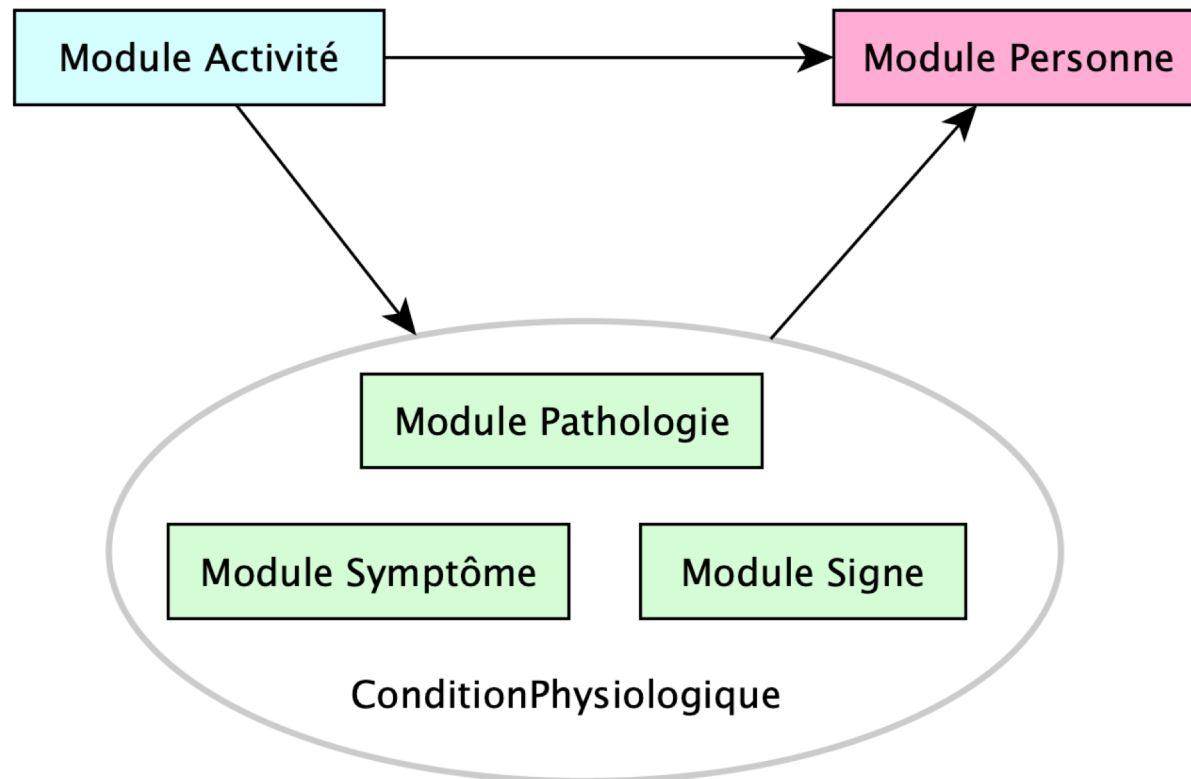 Module Activité
Module Personne
Module Pathologie
Module Symptôme
Module Signe
ConditionPhysiologique